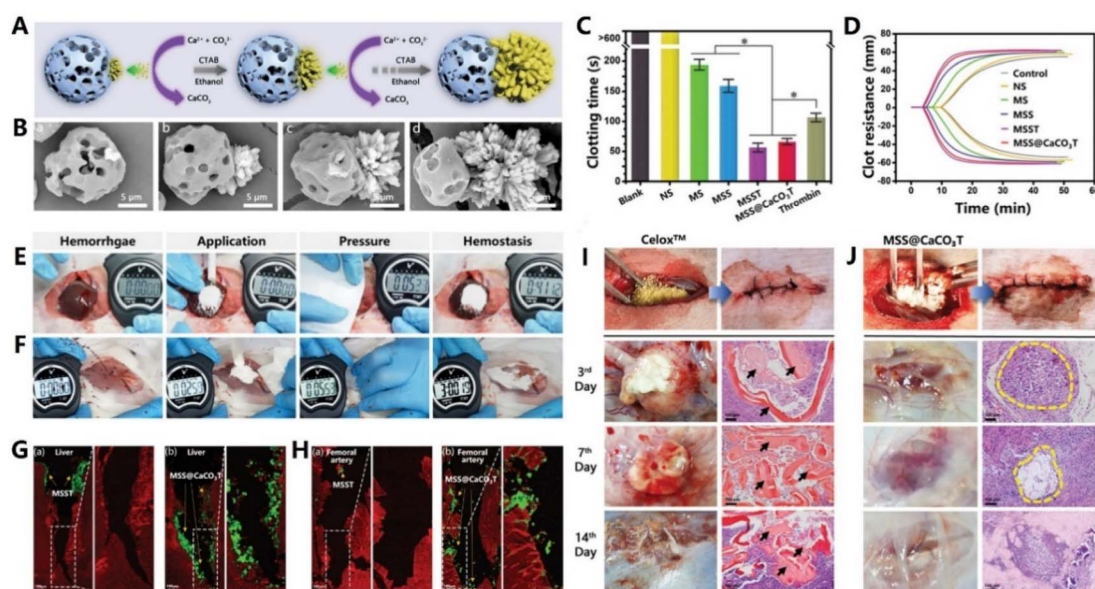 A
Ca²⁺ + CO₃²⁻
CTAB
Ethanol
CaCO₃
Ca²⁺ + CO₃²⁻
CTAB
Ethanol
CaCO₃
B
a
b
c
d
5 μm
5 μm
5 μm
C
Clotting time (s)
>600
200
150
100
50
0
*
*
Blank
NS
MS
MSS
MSST
MSS@CaCO₃T
Thrombin
D
Clot resistance (mm)
80
60
40
20
0
-20
-40
-60
-80
0 10 20 30 40 50 60
Time (min)
Control
NS
MS
MSS
MSST
MSS@CaCO₃T
E
Hemorrhgae
Application
Pressure
Hemostasis
F
G
(a)
Liver
MSST
(b)
Liver
MSS@CaCO₃T
H
(a)
Femoral artery
MSST
(b)
Femoral artery
MSS@CaCO₃T
I
Celox™
3rd
Day
7th
Day
14th
Day
J
MSS@CaCO₃T